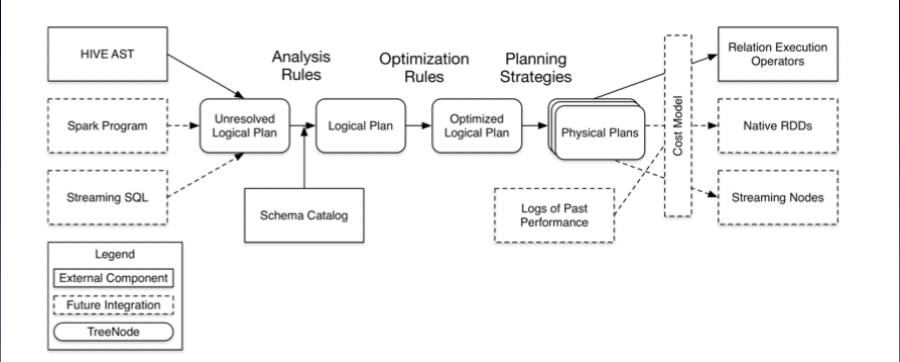 HIVE AST
Spark Program
Streaming SQL
Analysis
Rules
Optimization
Rules
Planning
Strategies
Unresolved
Logical Plan
Logical Plan
Optimized
Logical Plan
Physical Plans
Schema Catalog
Logs of Past
Performance
Cost Model
Relation Execution
Operators
Native RDDs
Streaming Nodes
Legend
External Component
Future Integration
TreeNode